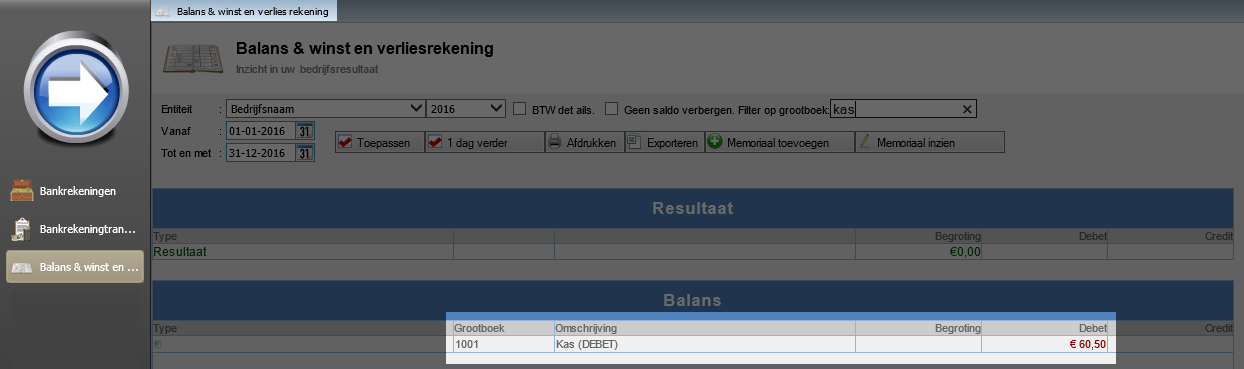 Balans & winst en verlies rekening
Balans & winst en verliesrekening
Inzicht in uw bedrijfsresultaat
Entiteit : Bedrijfsnaam 2016 BTW det ails. Geen saldo verbergen. Filter op grootboek: kas
Vanaf : 01-01-2016 31
Tot en met : 31-12-2016 31 Toepassen 1 dag verder Afdrukken Exporteren Memoriaal toevoegen Memoriaal inzien
Bankrekeningen
Bankrekeningtran...
Balans & winst en ...
Resultaat
Type Begroting Debet Credit
Resultaat €0,00
Balans
Type Grootboek Omschrijving Begroting Debet Credit
1001 Kas (DEBET) € 60,50